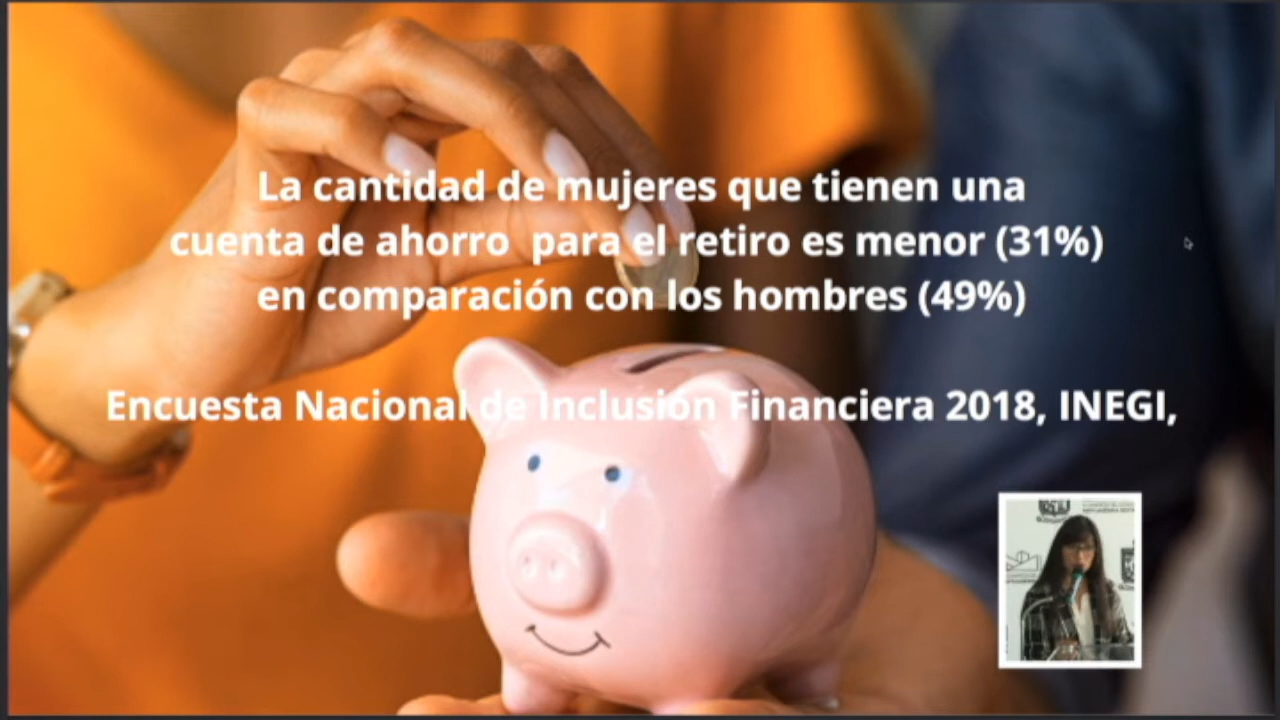 La cantidad de mujeres que tienen una
cuenta de ahorro para el retiro es menor (31%)
en comparación con los hombres (49%)
Encuesta Nacional de Inclusión Financiera 2018, INEGI,